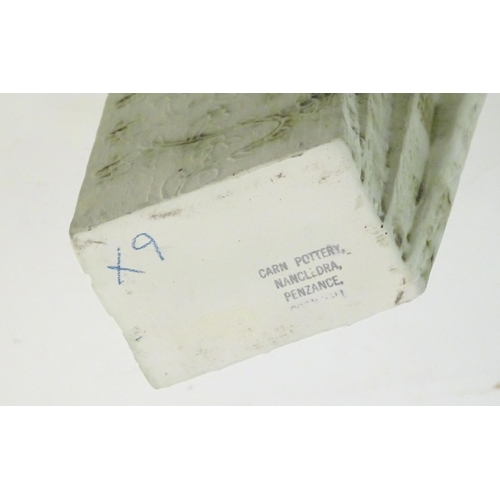 X9
CARN POTTERY,
NANCLEDRA,
PENZANCE.